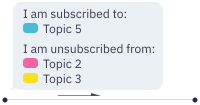 I am subscribed to:
Topic 5
I am unsubscribed from:
Topic 2
Topic 3